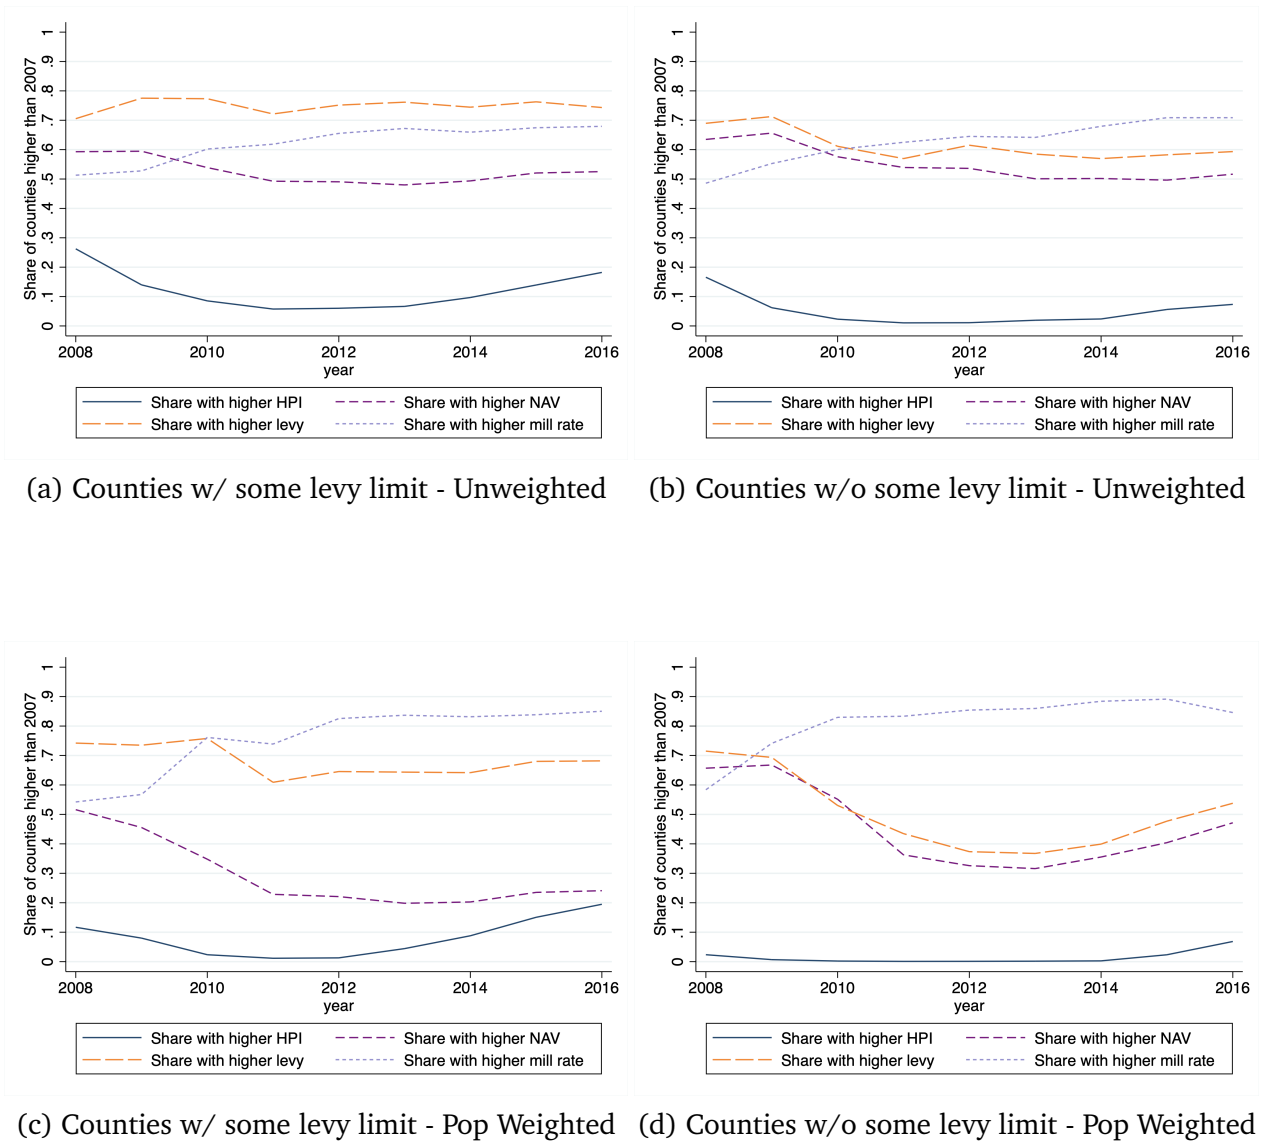 Share of counties higher than 2007
1
.9
.8
.7
.6
.5
.4
.3
.2
.1
0
2008 2010 2012 2014 2016
year
Share with higher HPI Share with higher NAV
Share with higher levy Share with higher mill rate
(a) Counties w/ some levy limit - Unweighted
Share of counties higher than 2007
1
.9
.8
.7
.6
.5
.4
.3
.2
.1
0
2008 2010 2012 2014 2016
year
Share with higher HPI Share with higher NAV
Share with higher levy Share with higher mill rate
(b) Counties w/o some levy limit - Unweighted
Share of counties higher than 2007
1
.9
.8
.7
.6
.5
.4
.3
.2
.1
0
2008 2010 2012 2014 2016
year
Share with higher HPI Share with higher NAV
Share with higher levy Share with higher mill rate
(c) Counties w/ some levy limit - Pop Weighted
Share of counties higher than 2007
1
.9
.8
.7
.6
.5
.4
.3
.2
.1
0
2008 2010 2012 2014 2016
year
Share with higher HPI Share with higher NAV
Share with higher levy Share with higher mill rate
(d) Counties w/o some levy limit - Pop Weighted